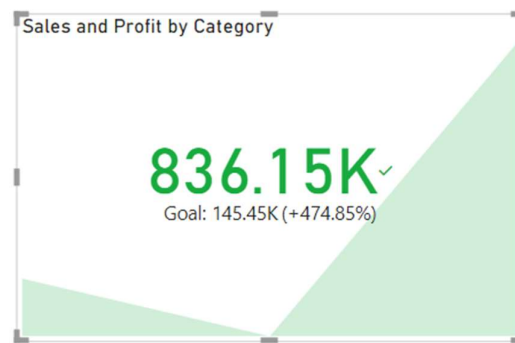 Sales and Profit by Category
836.15K✓
Goal: 145.45K (+474.85%)